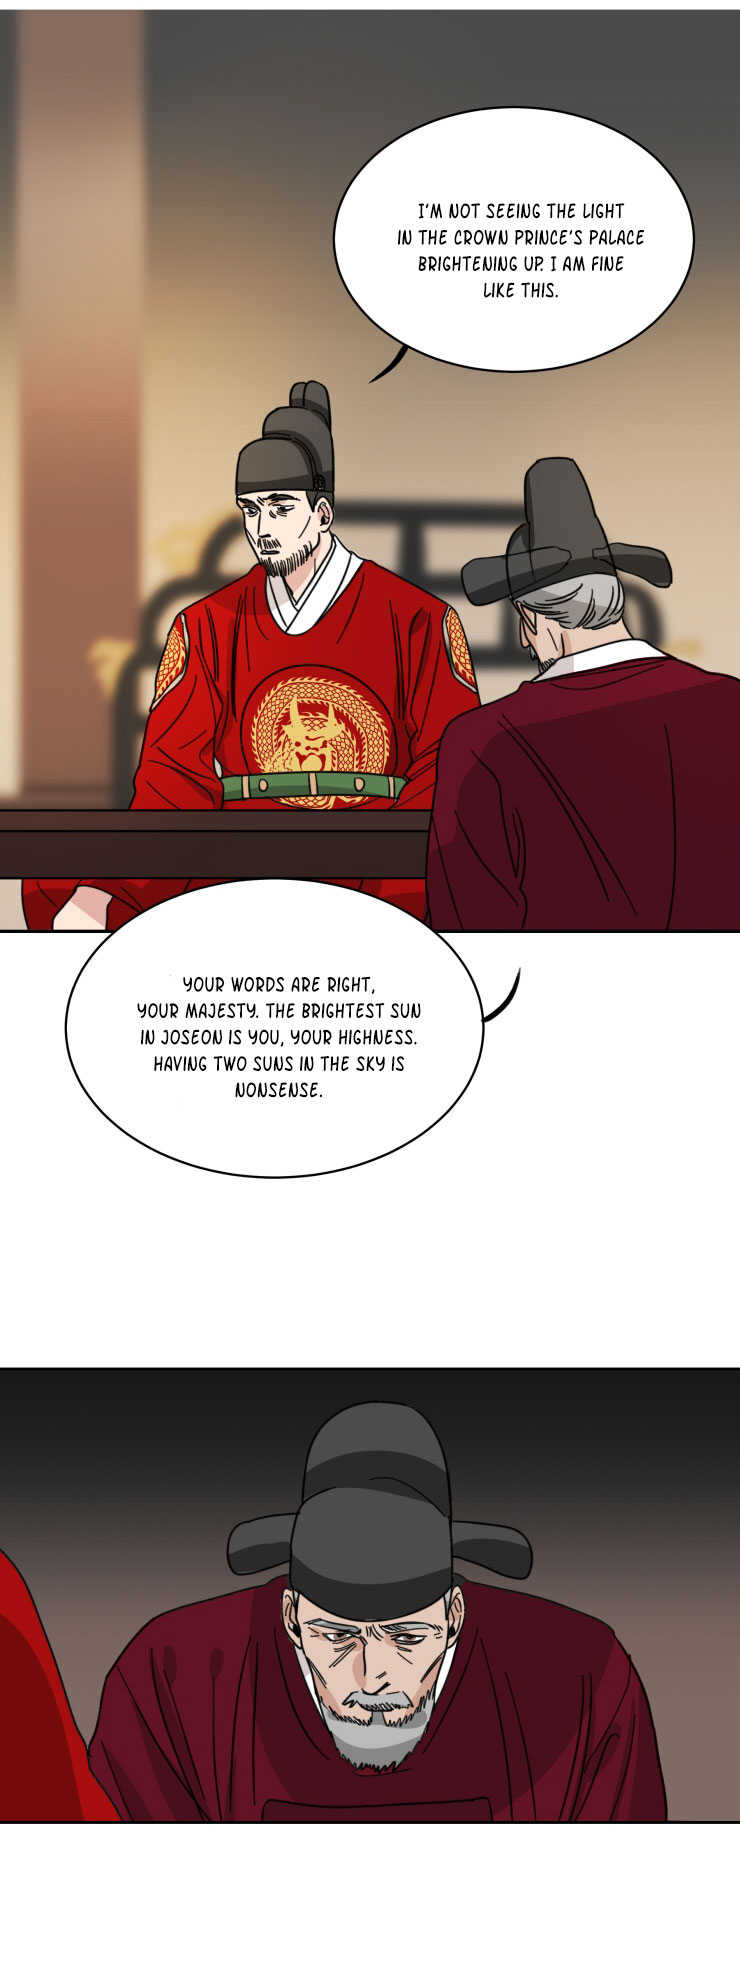 I'M NOT SEEING THE LIGHT
IN THE CROWN PRINCE'S PALACE
BRIGHTENING UP. I AM FINE
LIKE THIS.
YOUR WORDS ARE RIGHT,
YOUR MAJESTY. THE BRIGHTEST SUN
IN JOSEON IS YOU, YOUR HIGHNESS.
HAVING TWO SUNS IN THE SKY IS
NONSENSE.